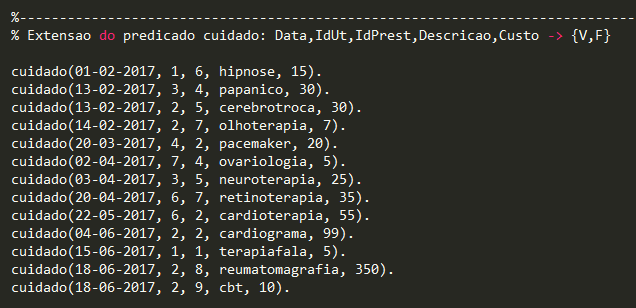 %---------------------------------------------------------------------------
% Extensao do predicado cuidado: Data,IdUt,IdPrest,Descricao,Custo -> {V,F}
cuidado(01-02-2017, 1, 6, hipnose, 15).
cuidado(13-02-2017, 3, 4, papanico, 30).
cuidado(13-02-2017, 2, 5, cerebrotroca, 30).
cuidado(14-02-2017, 2, 7, olhoterapia, 7).
cuidado(20-03-2017, 4, 2, pacemaker, 20).
cuidado(02-04-2017, 7, 4, ovariologia, 5).
cuidado(03-04-2017, 3, 5, neuroterapia, 25).
cuidado(20-04-2017, 6, 7, retinoterapia, 35).
cuidado(22-05-2017, 6, 2, cardioterapia, 55).
cuidado(04-06-2017, 2, 2, cardiograma, 99).
cuidado(15-06-2017, 1, 1, terapiafala, 5).
cuidado(18-06-2017, 2, 8, reumatomagrafia, 350).
cuidado(18-06-2017, 2, 9, cbt, 10).